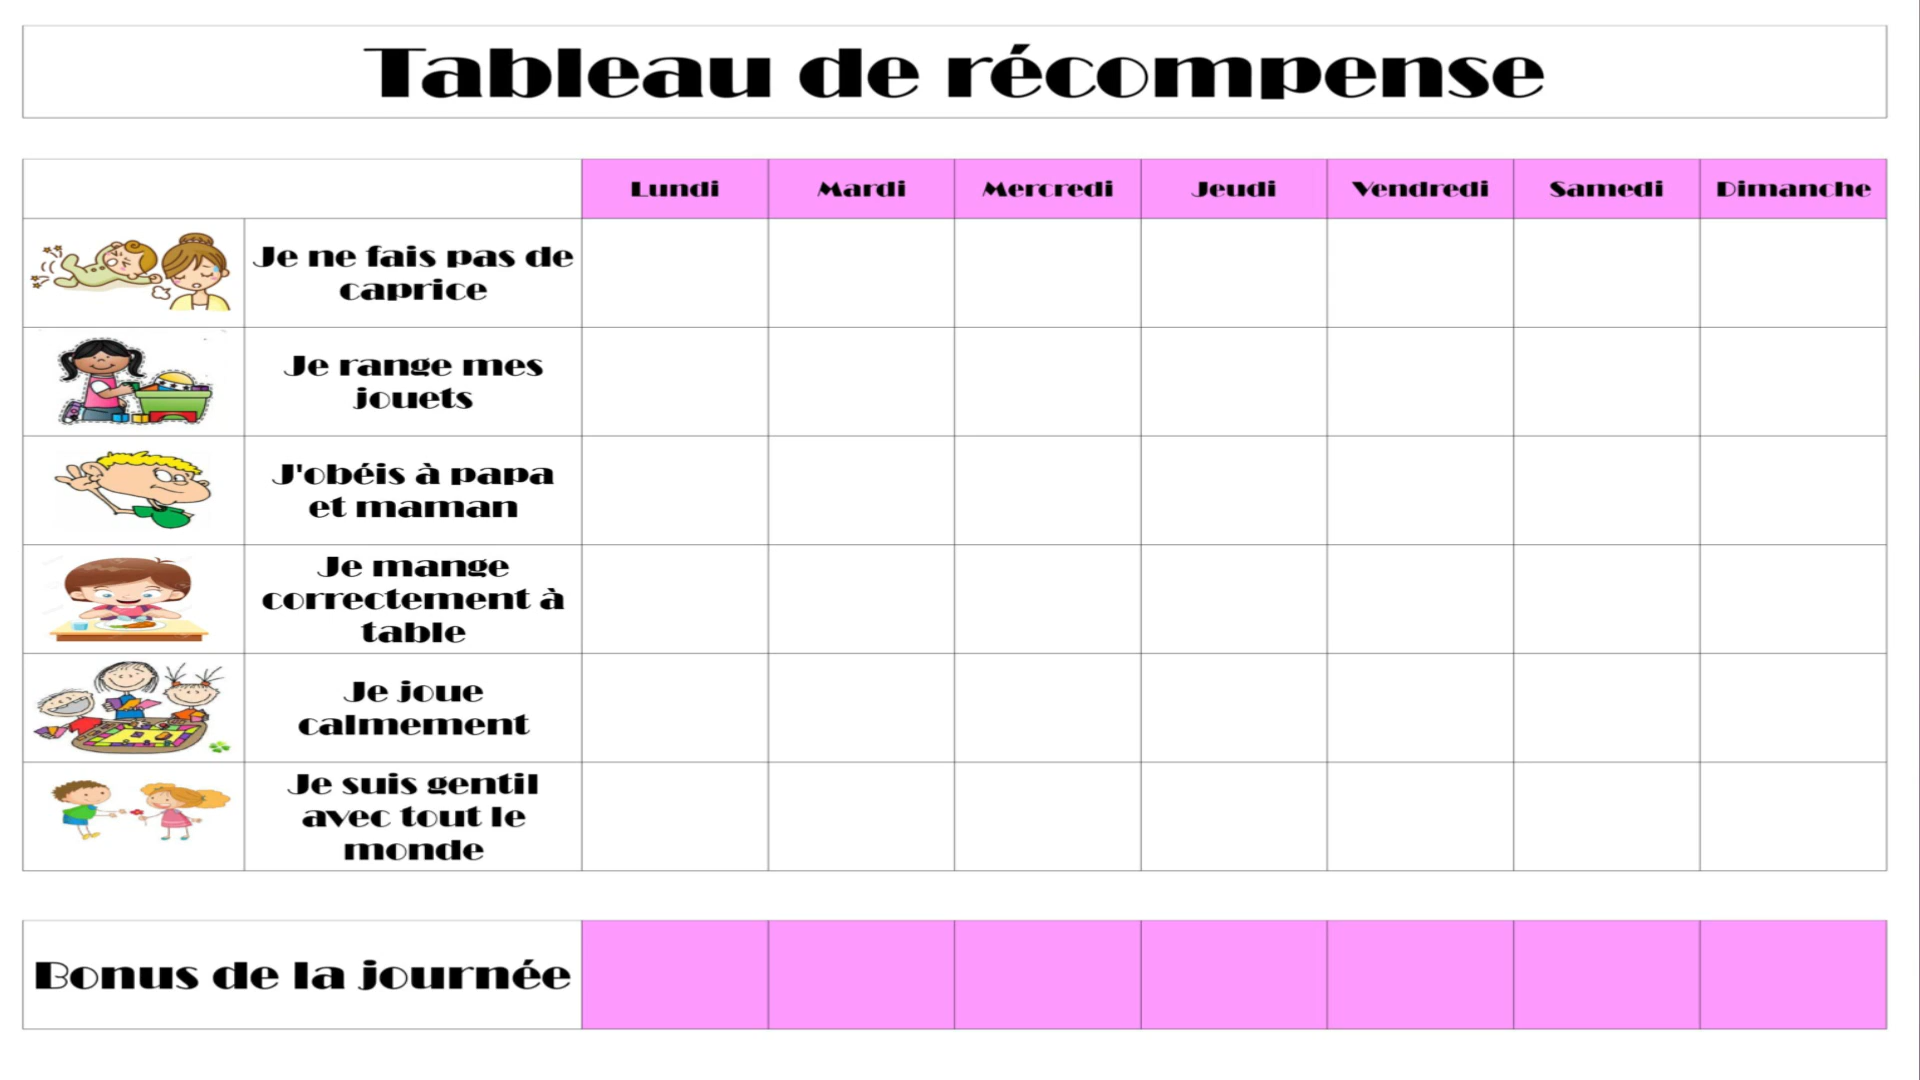 Tableau de récompense
Lundi Mardi Mercredi Jeudi Vendredi Samedi Dimanche
Je ne fais pas de
caprice
Je range mes
jouets
J'obéis à papa
et maman
Je mange
correctement à
table
Je joue
calmement
Je suis gentil
avec tout le
monde
Bonus de la journée